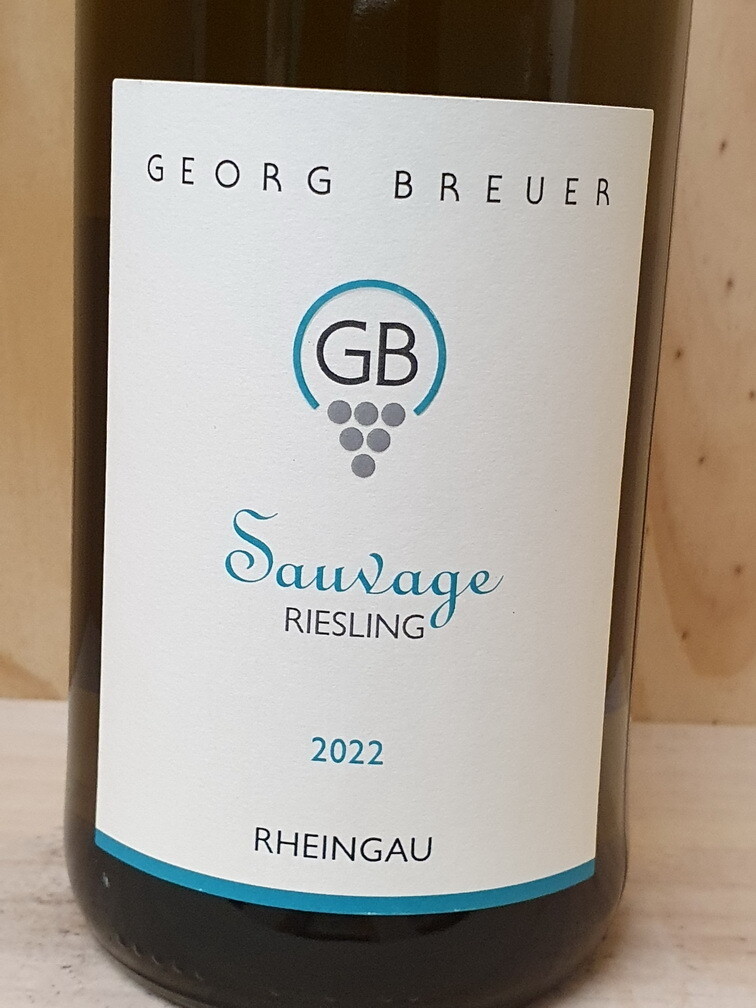 GEORG BREUER
GB
Sauvage
RIESLING
2022
RHEINGAU